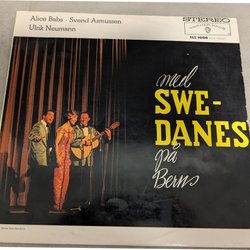 Alice Babs · Svend Asmussen
Ulrik Neumann
STEREO
med
SWE-
DANES
på
Berns